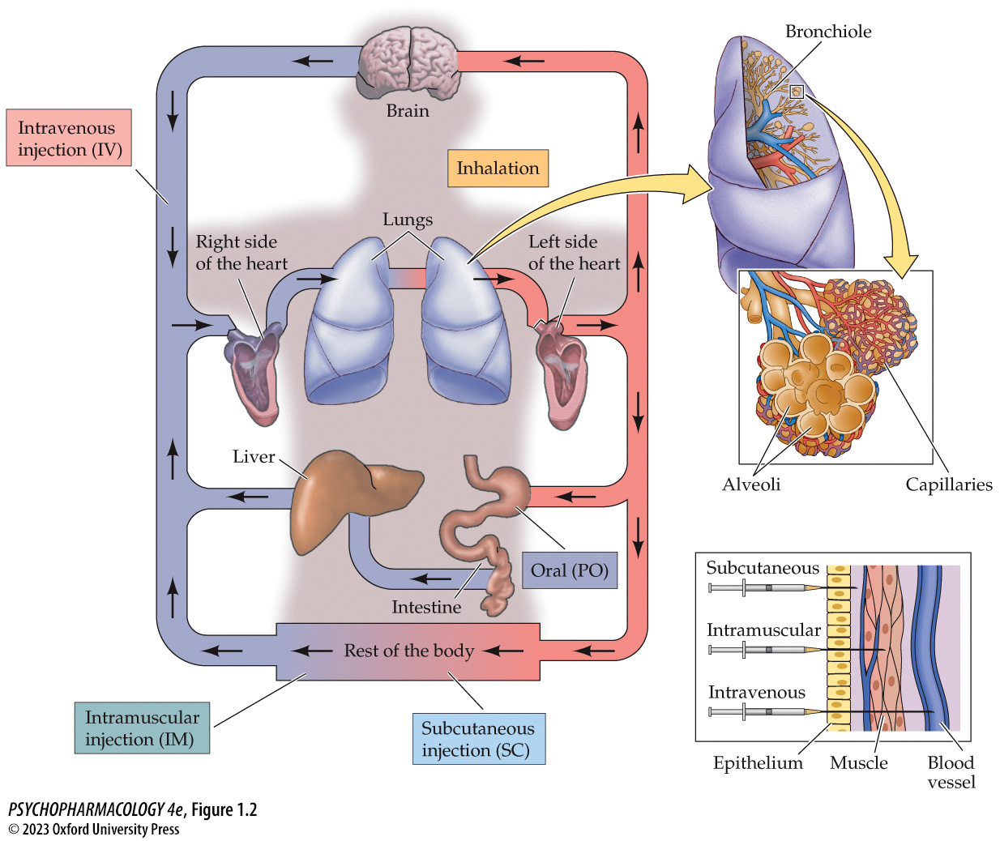 Bronchiole
Brain
Intravenous
injection (IV)
Inhalation
Lungs
Right side
of the heart
Left side
of the heart
Liver
Alveoli
Capillaries
Oral (PO)
Intestine
Rest of the body
Subcutaneous
Intramuscular
Intravenous
Intramuscular
injection (IM)
Subcutaneous
injection (SC)
Epithelium
Muscle
Blood
vessel
PSYCHOPHARMACOLOGY 4e, Figure 1.2
© 2023 Oxford University Press